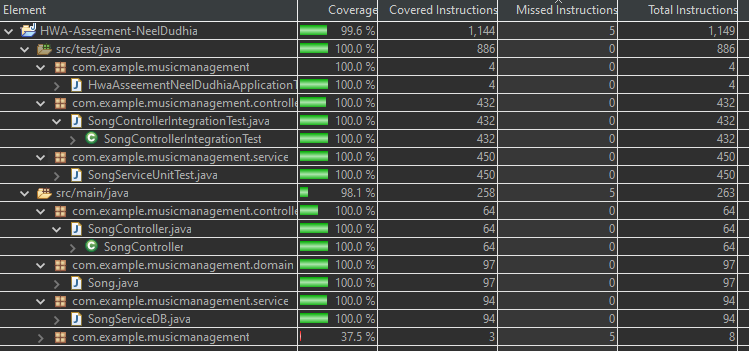 Element Coverage Covered Instructions Missed Instructions Total Instructions
HWA-Asseement-NeelDudhia 99.6 % 1,144 5 1,149
src/test/java 100.0 % 886 0 886
com.example.musicmanagement 100.0 % 4 0 4
HwaAsseementNeelDudhiaApplicationT 100.0 % 4 0 4
com.example.musicmanagement.controlle 100.0 % 432 0 432
SongControllerIntegrationTest.java 100.0 % 432 0 432
SongControllerIntegrationTest 100.0 % 432 0 432
com.example.musicmanagement.service 100.0 % 450 0 450
SongServiceUnitTest.java 100.0 % 450 0 450
src/main/java 98.1 % 258 5 263
com.example.musicmanagement.controlle 100.0 % 64 0 64
SongController.java 100.0 % 64 0 64
SongController 100.0 % 64 0 64
com.example.musicmanagement.domain 100.0 % 97 0 97
Song.java 100.0 % 97 0 97
com.example.musicmanagement.service 100.0 % 94 0 94
SongServiceDB.java 100.0 % 94 0 94
com.example.musicmanagement 37.5 % 3 5 8